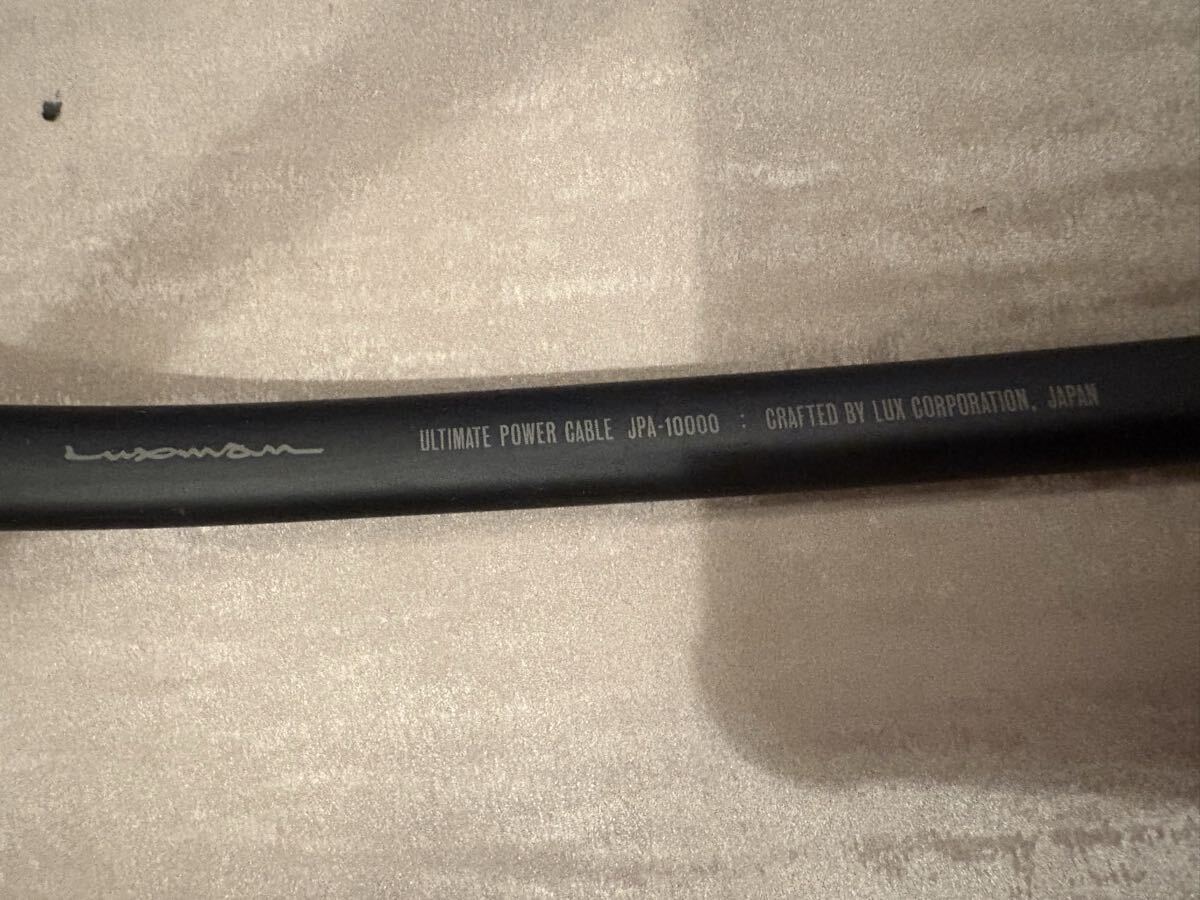 Luxman ULTIMATE POWER CABLE JPA-10000 : CRAFTED BY LUX CORPORATION, JAPAN